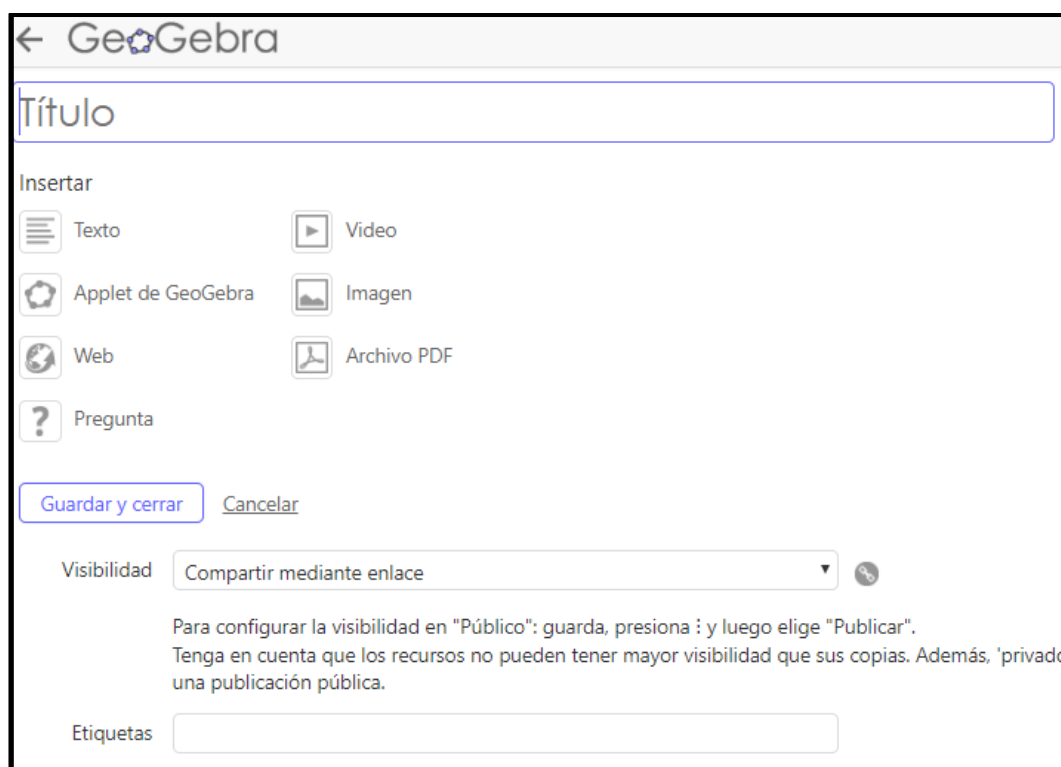 GeoGebra
Título
Insertar
Texto
Video
Applet de GeoGebra
Imagen
Web
Archivo PDF
Pregunta
Guardar y cerrar
Cancelar
Visibilidad
Compartir mediante enlace
Para configurar la visibilidad en "Público": guarda, presiona ⋮ y luego elige "Publicar".
Tenga en cuenta que los recursos no pueden tener mayor visibilidad que sus copias. Además, 'privado
una publicación pública.
Etiquetas